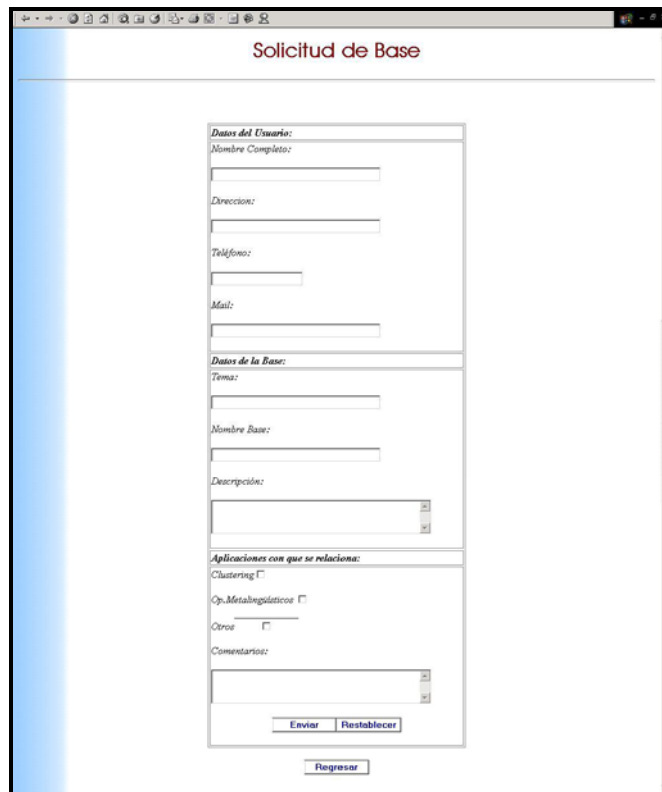 Solicitud de Base
Datos del Usuario:
Nombre Completo:
Direccion:
Teléfono:
Mail:
Datos de la Base:
Tema:
Nombre Base:
Descripción:
Aplicaciones con que se relaciona:
Clustering
Op.Metalingüísticos
Otros
Comentarios:
Enviar Restablecer
Regresar